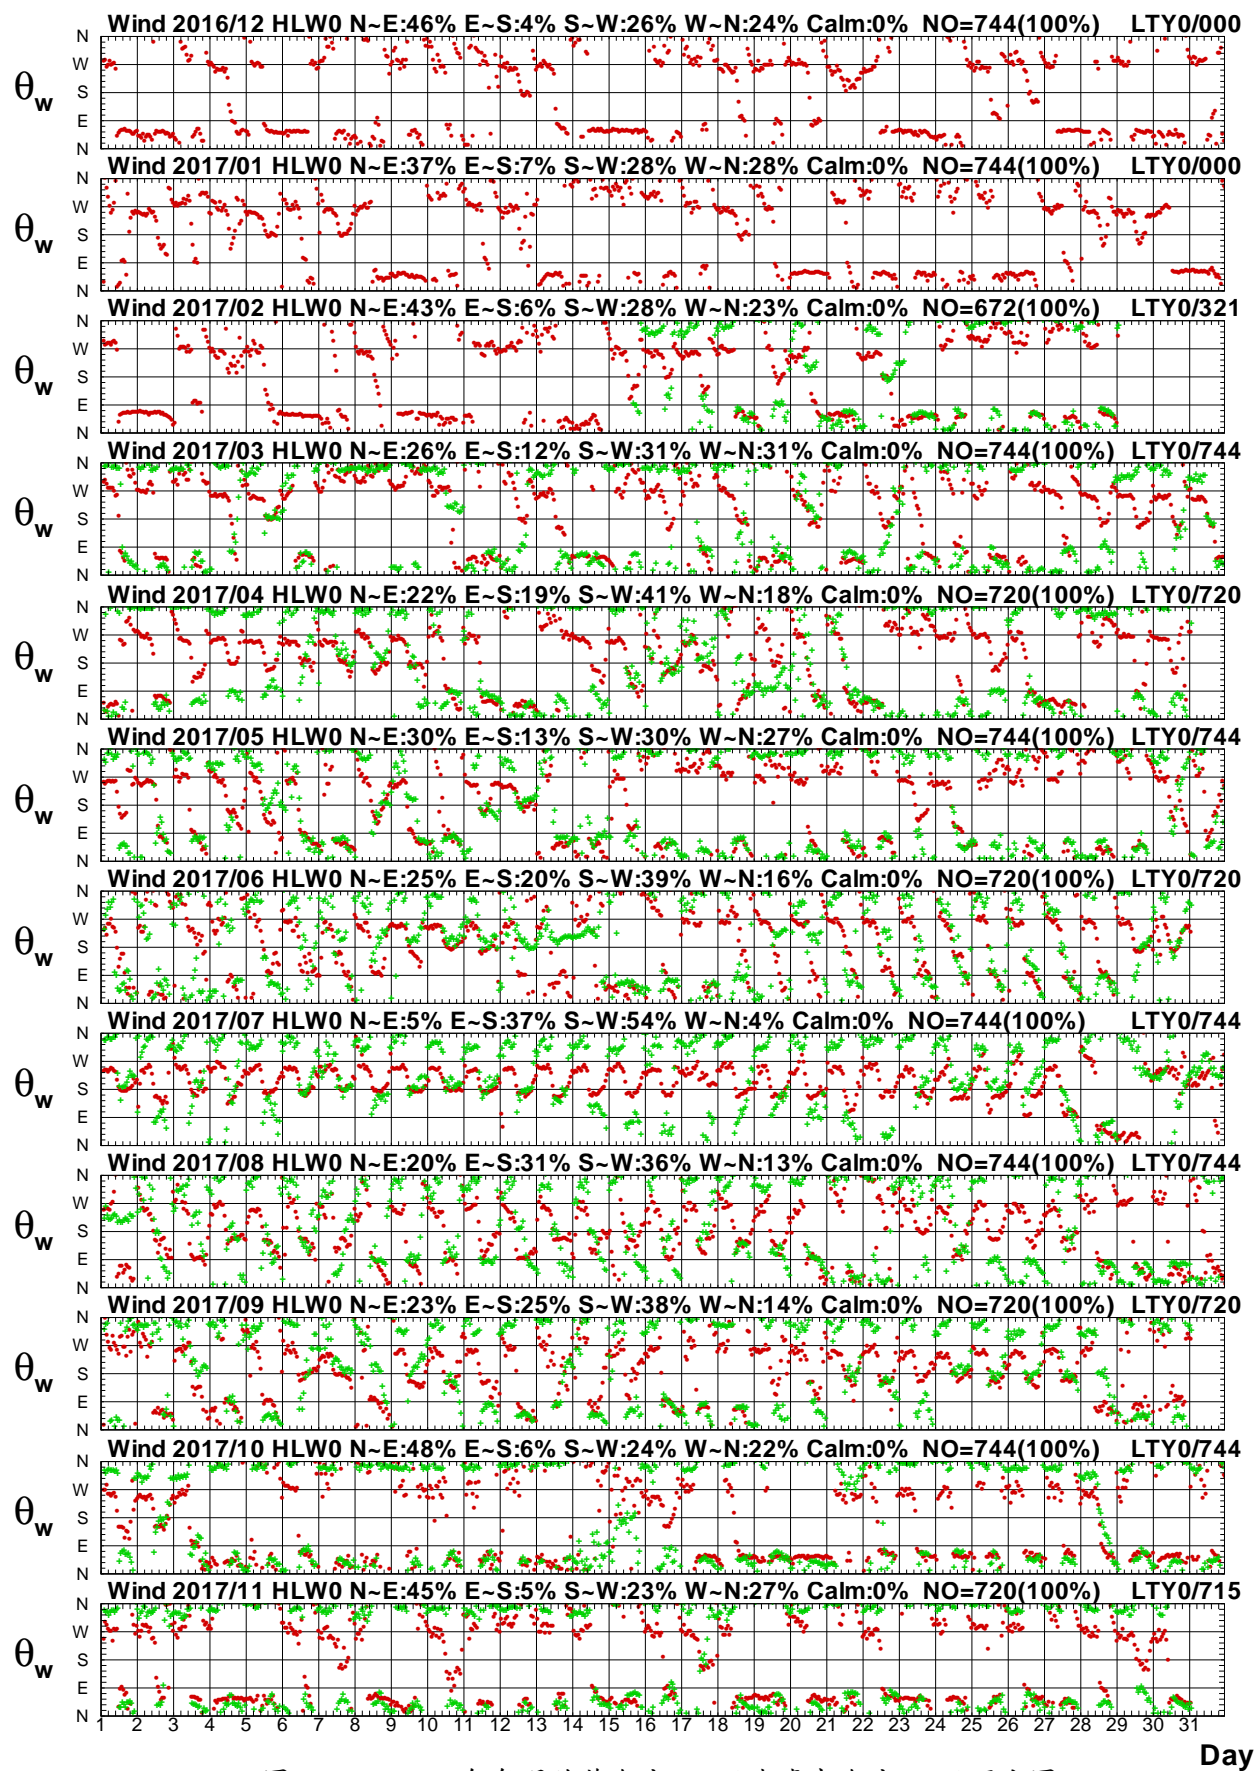 Wind 2016/12 HLW0 N~E:46% E~S:4% S~W:26% W~N:24% Calm:0% NO=744(100%) LTY0/000
N
W
S
E
N
θw
Wind 2017/01 HLW0 N~E:37% E~S:7% S~W:28% W~N:28% Calm:0% NO=744(100%) LTY0/000
N
W
S
E
N
θw
Wind 2017/02 HLW0 N~E:43% E~S:6% S~W:28% W~N:23% Calm:0% NO=672(100%) LTY0/321
N
W
S
E
N
θw
Wind 2017/03 HLW0 N~E:26% E~S:12% S~W:31% W~N:31% Calm:0% NO=744(100%) LTY0/744
N
W
S
E
N
θw
Wind 2017/04 HLW0 N~E:22% E~S:19% S~W:41% W~N:18% Calm:0% NO=720(100%) LTY0/720
N
W
S
E
N
θw
Wind 2017/05 HLW0 N~E:30% E~S:13% S~W:30% W~N:27% Calm:0% NO=744(100%) LTY0/744
N
W
S
E
N
θw
Wind 2017/06 HLW0 N~E:25% E~S:20% S~W:39% W~N:16% Calm:0% NO=720(100%) LTY0/720
N
W
S
E
N
θw
Wind 2017/07 HLW0 N~E:5% E~S:37% S~W:54% W~N:4% Calm:0% NO=744(100%) LTY0/744
N
W
S
E
N
θw
Wind 2017/08 HLW0 N~E:20% E~S:31% S~W:36% W~N:13% Calm:0% NO=744(100%) LTY0/744
N
W
S
E
N
θw
Wind 2017/09 HLW0 N~E:23% E~S:25% S~W:38% W~N:14% Calm:0% NO=720(100%) LTY0/720
N
W
S
E
N
θw
Wind 2017/10 HLW0 N~E:48% E~S:6% S~W:24% W~N:22% Calm:0% NO=744(100%) LTY0/744
N
W
S
E
N
θw
Wind 2017/11 HLW0 N~E:45% E~S:5% S~W:23% W~N:27% Calm:0% NO=720(100%) LTY0/715
N
W
S
E
N
θw
1 2 3 4 5 6 7 8 9 10 11 12 13 14 15 16 17 18 19 20 21 22 23 24 25 26 27 28 29 30 31
Day